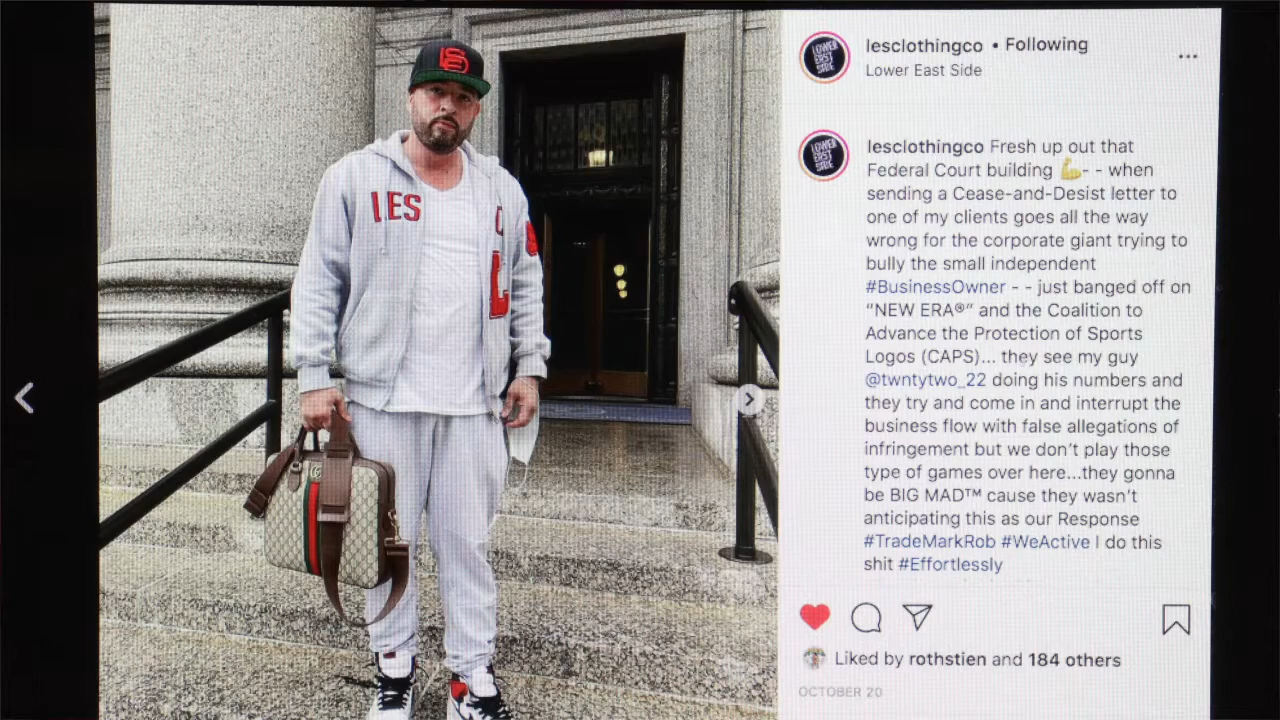 lesclothingco • Following
Lower East Side
LOWER
EAST
SIDE
LOWER
EAST
SIDE
lesclothingco Fresh up out that
Federal Court building 💪- - when
sending a Cease-and-Desist letter to
one of my clients goes all the way
wrong for the corporate giant trying to
bully the small independent
#BusinessOwner - - just banged off on
“NEW ERA®” and the Coalition to
Advance the Protection of Sports
Logos (CAPS)... they see my guy
@twntytwo_22 doing his numbers and
they try and come in and interrupt the
business flow with false allegations of
infringement but we don’t play those
type of games over here...they gonna
be BIG MAD™ cause they wasn’t
anticipating this as our Response
#TradeMarkRob #WeActive I do this
shit #Effortlessly
Liked by rothstien and 184 others
OCTOBER 20
LES
L